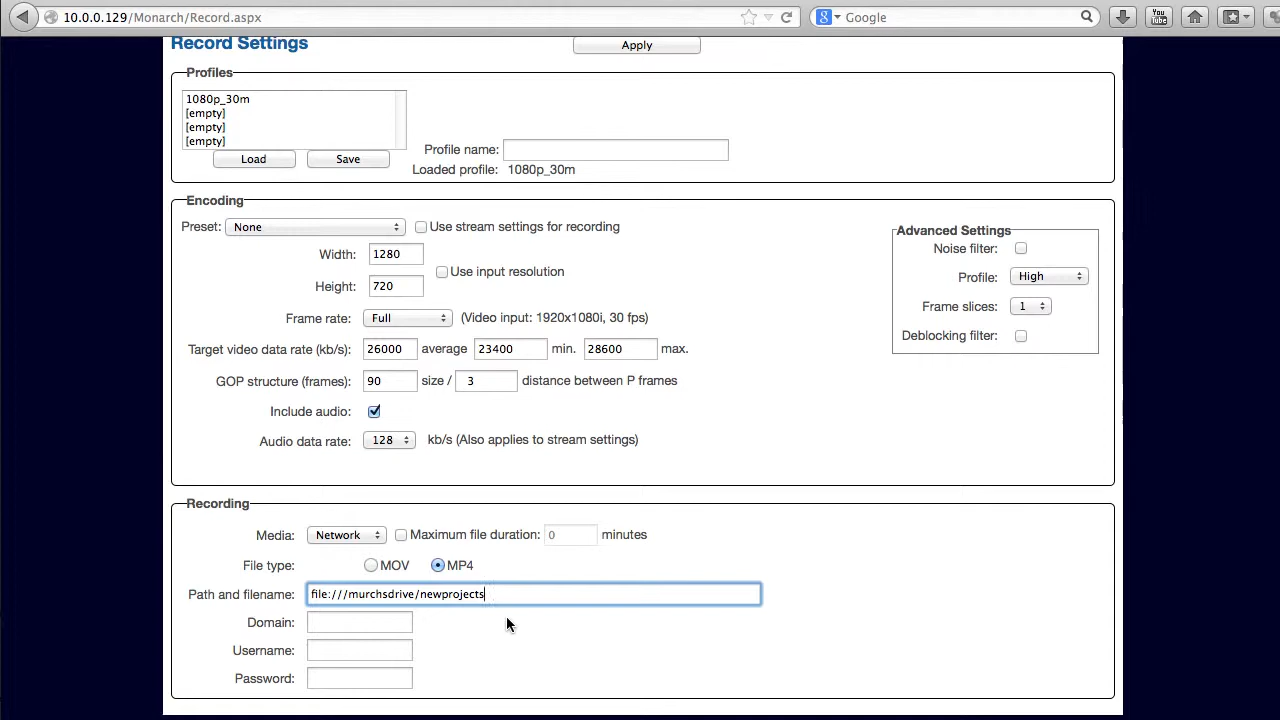 10.0.0.129/Monarch/Record.aspx
Google
You Tube
Record Settings
Apply
Profiles
1080p_30m
[empty]
[empty]
[empty]
Load Save
Profile name:
Loaded profile: 1080p_30m
Encoding
Preset: None Use stream settings for recording
Width: 1280
Use input resolution
Height: 720
Frame rate: Full (Video input: 1920x1080i, 30 fps)
Target video data rate (kb/s): 26000 average 23400 min. 28600 max.
GOP structure (frames): 90 size / 3 distance between P frames
Include audio:
Audio data rate: 128 kb/s (Also applies to stream settings)
Advanced Settings
Noise filter:
Profile: High
Frame slices: 1
Deblocking filter:
Recording
Media: Network Maximum file duration: 0 minutes
File type: MOV MP4
Path and filename: file:///murchsdrive/newprojects
Domain:
Username:
Password: